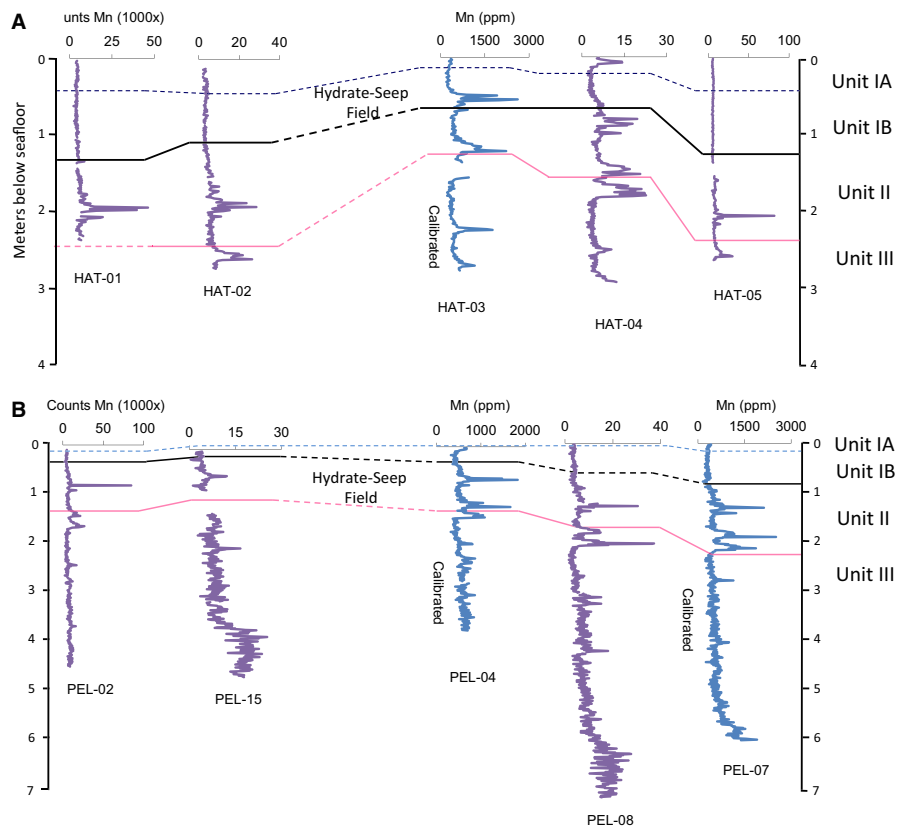 A
unts Mn (1000x)
Mn (ppm)
0 25 50
0 20 40
0 1500 3000
0 15 30
0 50 100
0
0
Unit IA
Hydrate-Seep
Field
Unit IB
1
1
Meters below seafloor
Unit II
2
2
Calibrated
Unit III
HAT-01
HAT-02
HAT-03
HAT-04
HAT-05
3
3
4
4
B
Counts Mn (1000x)
Mn (ppm)
Mn (ppm)
0 50 100
0 15 30
0 1000 2000
0 20 40
0 1500 3000
0
0
Unit IA
Unit IB
Hydrate-Seep
Field
1
1
Unit II
2
2
Unit III
Calibrated
Calibrated
3
3
4
4
PEL-02
PEL-15
PEL-04
5
5
6
6
PEL-07
7
7
PEL-08